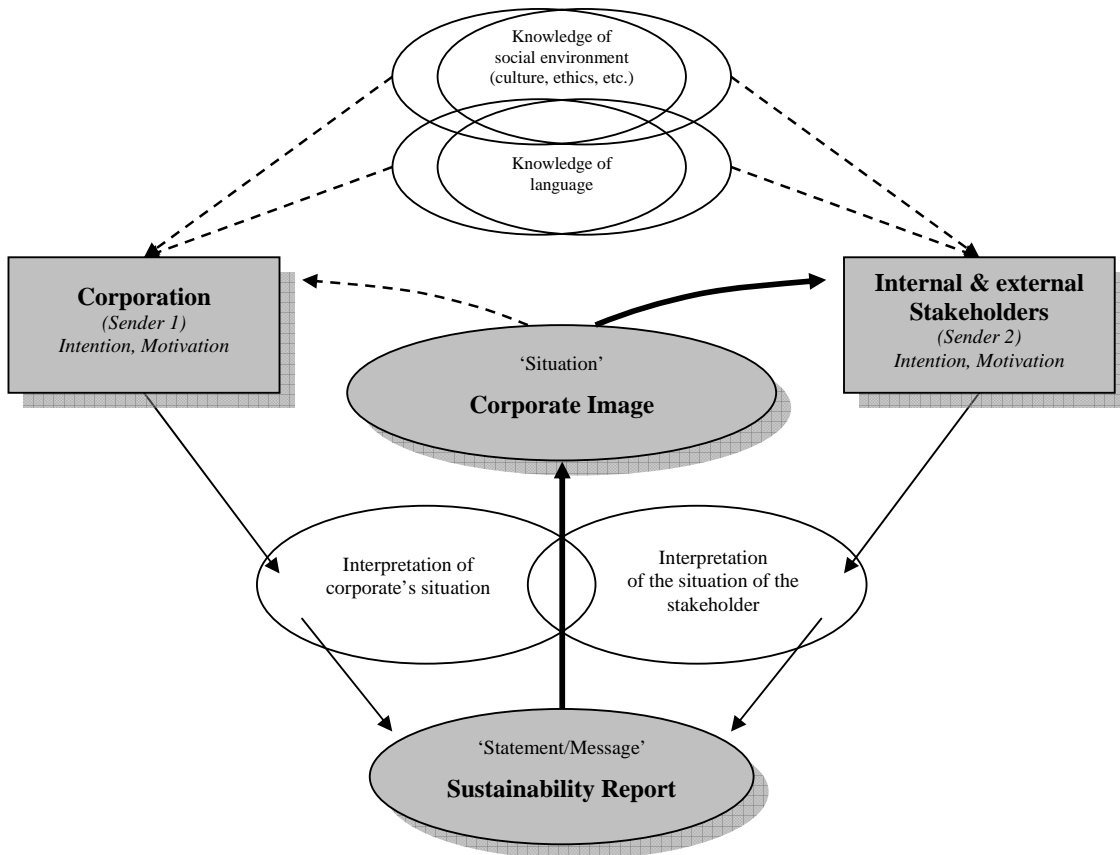 Knowledge of
social environment
(culture, ethics, etc.)
Knowledge of
language
Corporation
(Sender 1)
Intention, Motivation
Internal & external
Stakeholders
(Sender 2)
Intention, Motivation
‘Situation’
Corporate Image
Interpretation of
corporate’s situation
Interpretation
of the situation of the
stakeholder
‘Statement/Message’
Sustainability Report